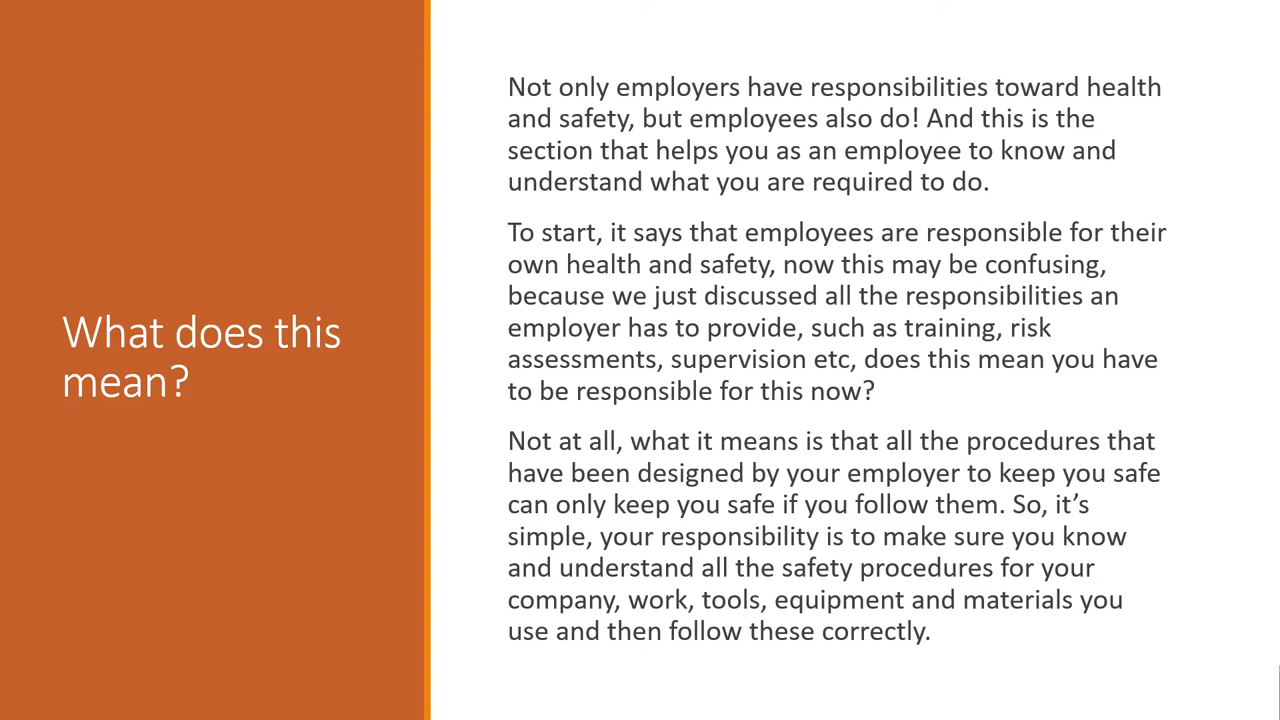 What does this
mean?
Not only employers have responsibilities toward health
and safety, but employees also do! And this is the
section that helps you as an employee to know and
understand what you are required to do.
To start, it says that employees are responsible for their
own health and safety, now this may be confusing,
because we just discussed all the responsibilities an
employer has to provide, such as training, risk
assessments, supervision etc, does this mean you have
to be responsible for this now?
Not at all, what it means is that all the procedures that
have been designed by your employer to keep you safe
can only keep you safe if you follow them. So, it’s
simple, your responsibility is to make sure you know
and understand all the safety procedures for your
company, work, tools, equipment and materials you
use and then follow these correctly.